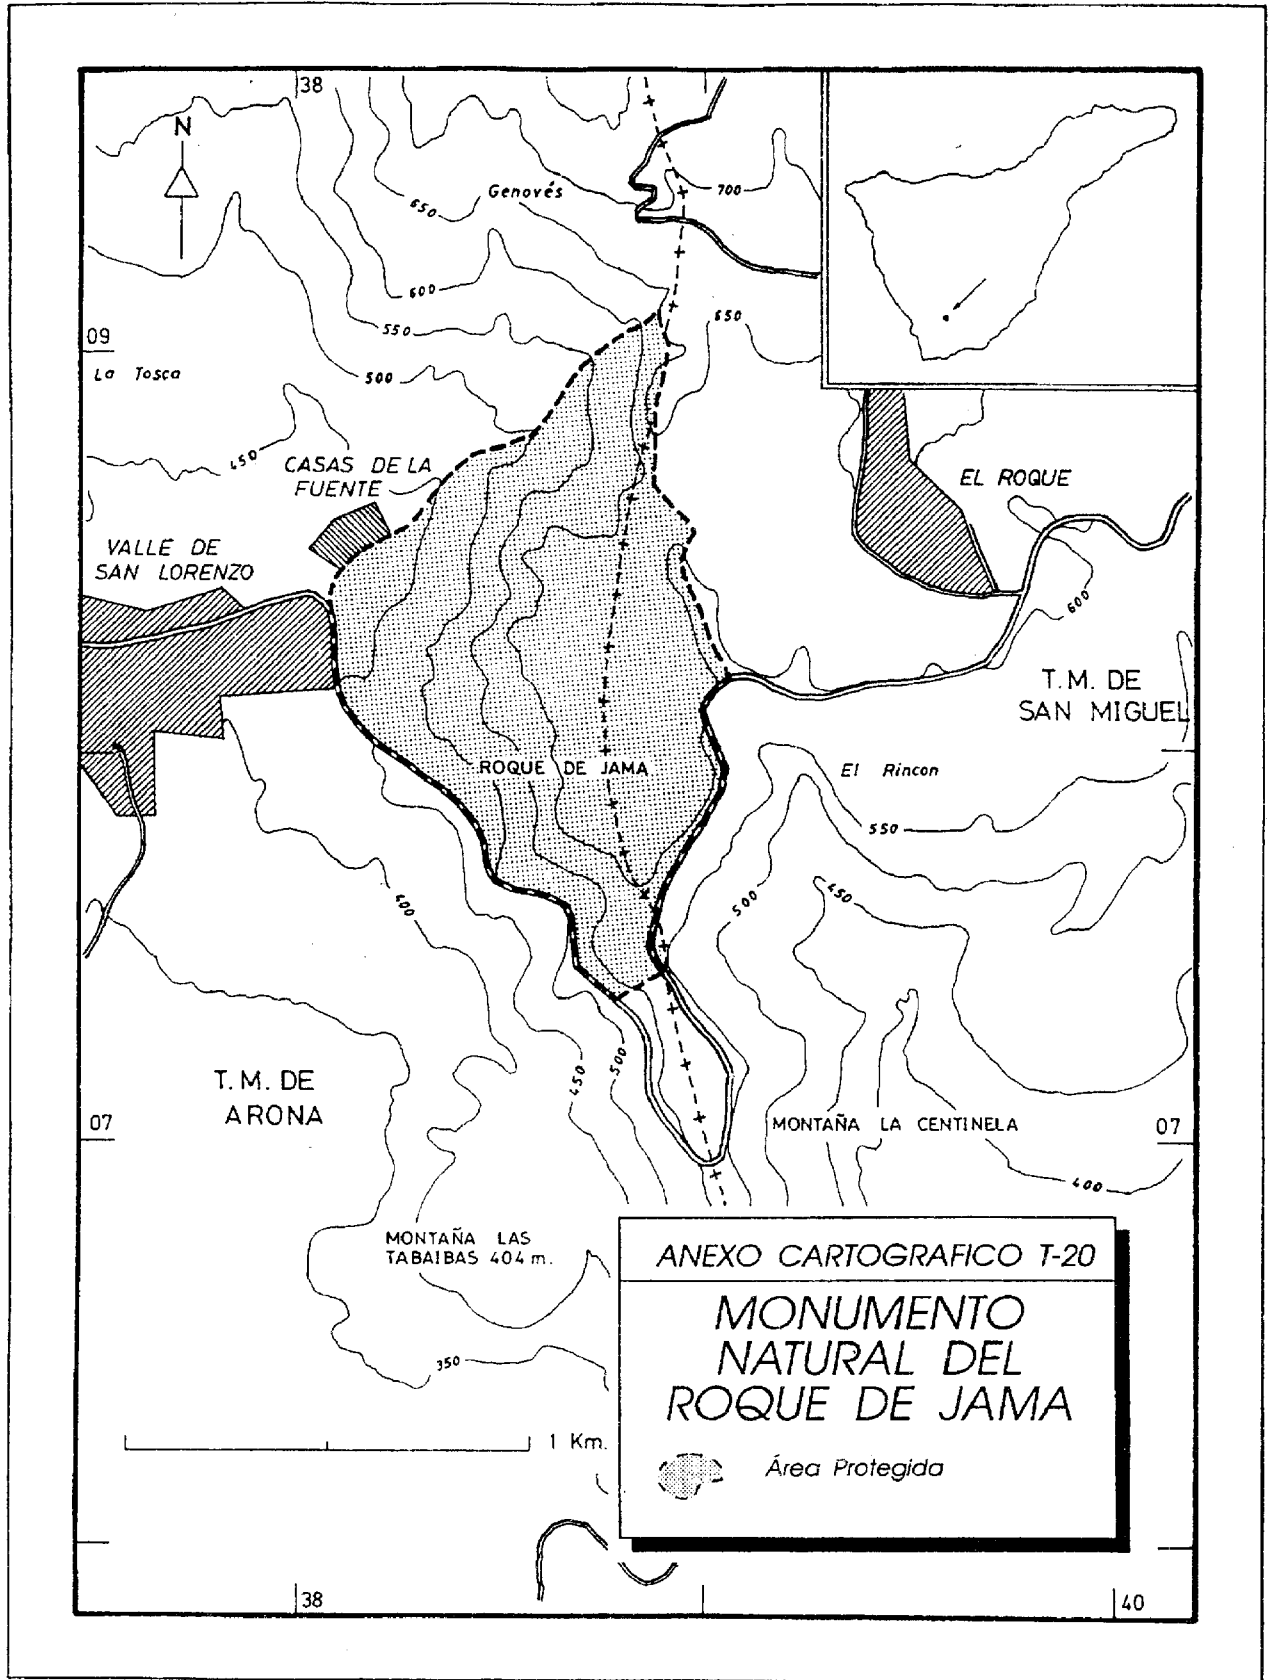 38
N
Genovés
700
650
600
550
650
09
La Tosca
500
450
CASAS DE LA
FUENTE
EL ROQUE
VALLE DE
SAN LORENZO
600
T.M. DE
SAN MIGUEL
ROQUE DE JAMA
El Rincon
550
500
450
400
T. M. DE
ARONA
450
500
07
MONTAÑA LA CENTINELA
07
400
MONTAÑA LAS
TABAIBAS 404 m.
350
1 Km.
ANEXO CARTOGRAFICO T-20
MONUMENTO
NATURAL DEL
ROQUE DE JAMA
Área Protegida
38
40